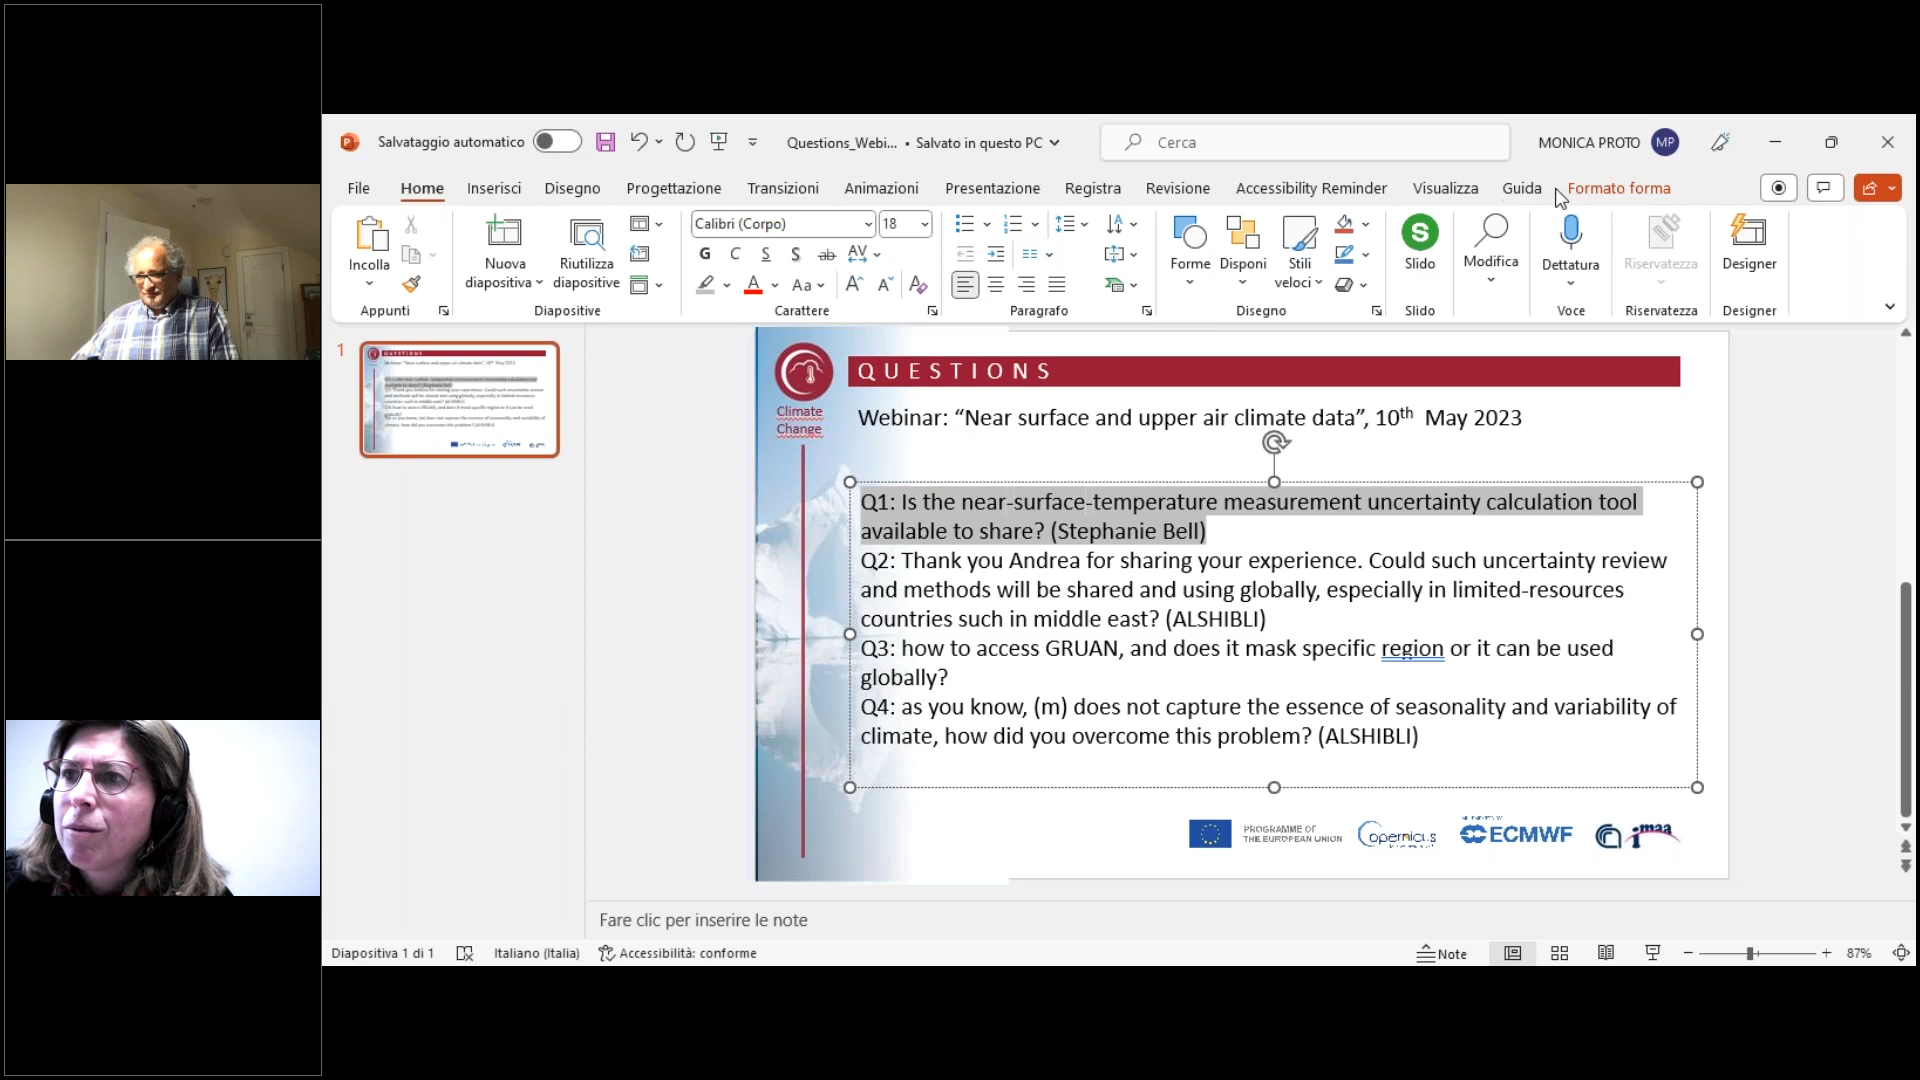 Salvataggio automatico
Questions_Webi... • Salvato in questo PC
Cerca
MONICA PROTO MP
File Home Inserisci Disegno Progettazione Transizioni Animazioni Presentazione Registra Revisione Accessibility Reminder Visualizza Guida Formato forma
Incolla
Appunti
Nuova
diapositiva
Riutilizza
diapositive
Diapositive
Calibri (Corpo) 18
G C S S ab AV
A Aa A A A
Carattere
Paragrafo
Forme
Disponi
Stili
veloci
Disegno
S
Slido
Slido
Modifica
Dettatura
Voce
Riservatezza
Riservatezza
Designer
Designer
1
QUESTIONS
Climate
Change
Webinar: “Near surface and upper air climate data”, 10th May 2023
Q1: Is the near-surface-temperature measurement uncertainty calculation tool
available to share? (Stephanie Bell)
Q2: Thank you Andrea for sharing your experience. Could such uncertainty review
and methods will be shared and using globally, especially in limited-resources
countries such in middle east? (ALSHIBLI)
Q3: how to access GRUAN, and does it mask specific region or it can be used
globally?
Q4: as you know, (m) does not capture the essence of seasonality and variability of
climate, how did you overcome this problem? (ALSHIBLI)
PROGRAMME OF
THE EUROPEAN UNION
Copernicus
ECMWF
imaa
Fare clic per inserire le note
Diapositiva 1 di 1
Italiano (Italia)
Accessibilità: conforme
Note
87%